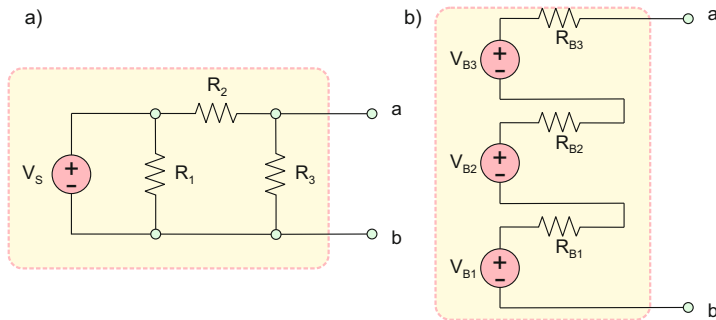 a)
R2
a
VS
+
−
R1
R3
b
b)
RB3
a
VB3
+
−
RB2
VB2
+
−
RB1
VB1
+
−
b